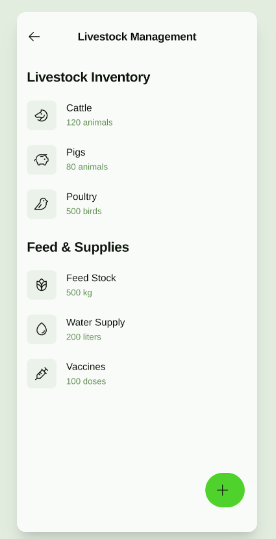 Livestock Management
Livestock Inventory
Cattle
120 animals
Pigs
80 animals
Poultry
500 birds
Feed & Supplies
Feed Stock
500 kg
Water Supply
200 liters
Vaccines
100 doses